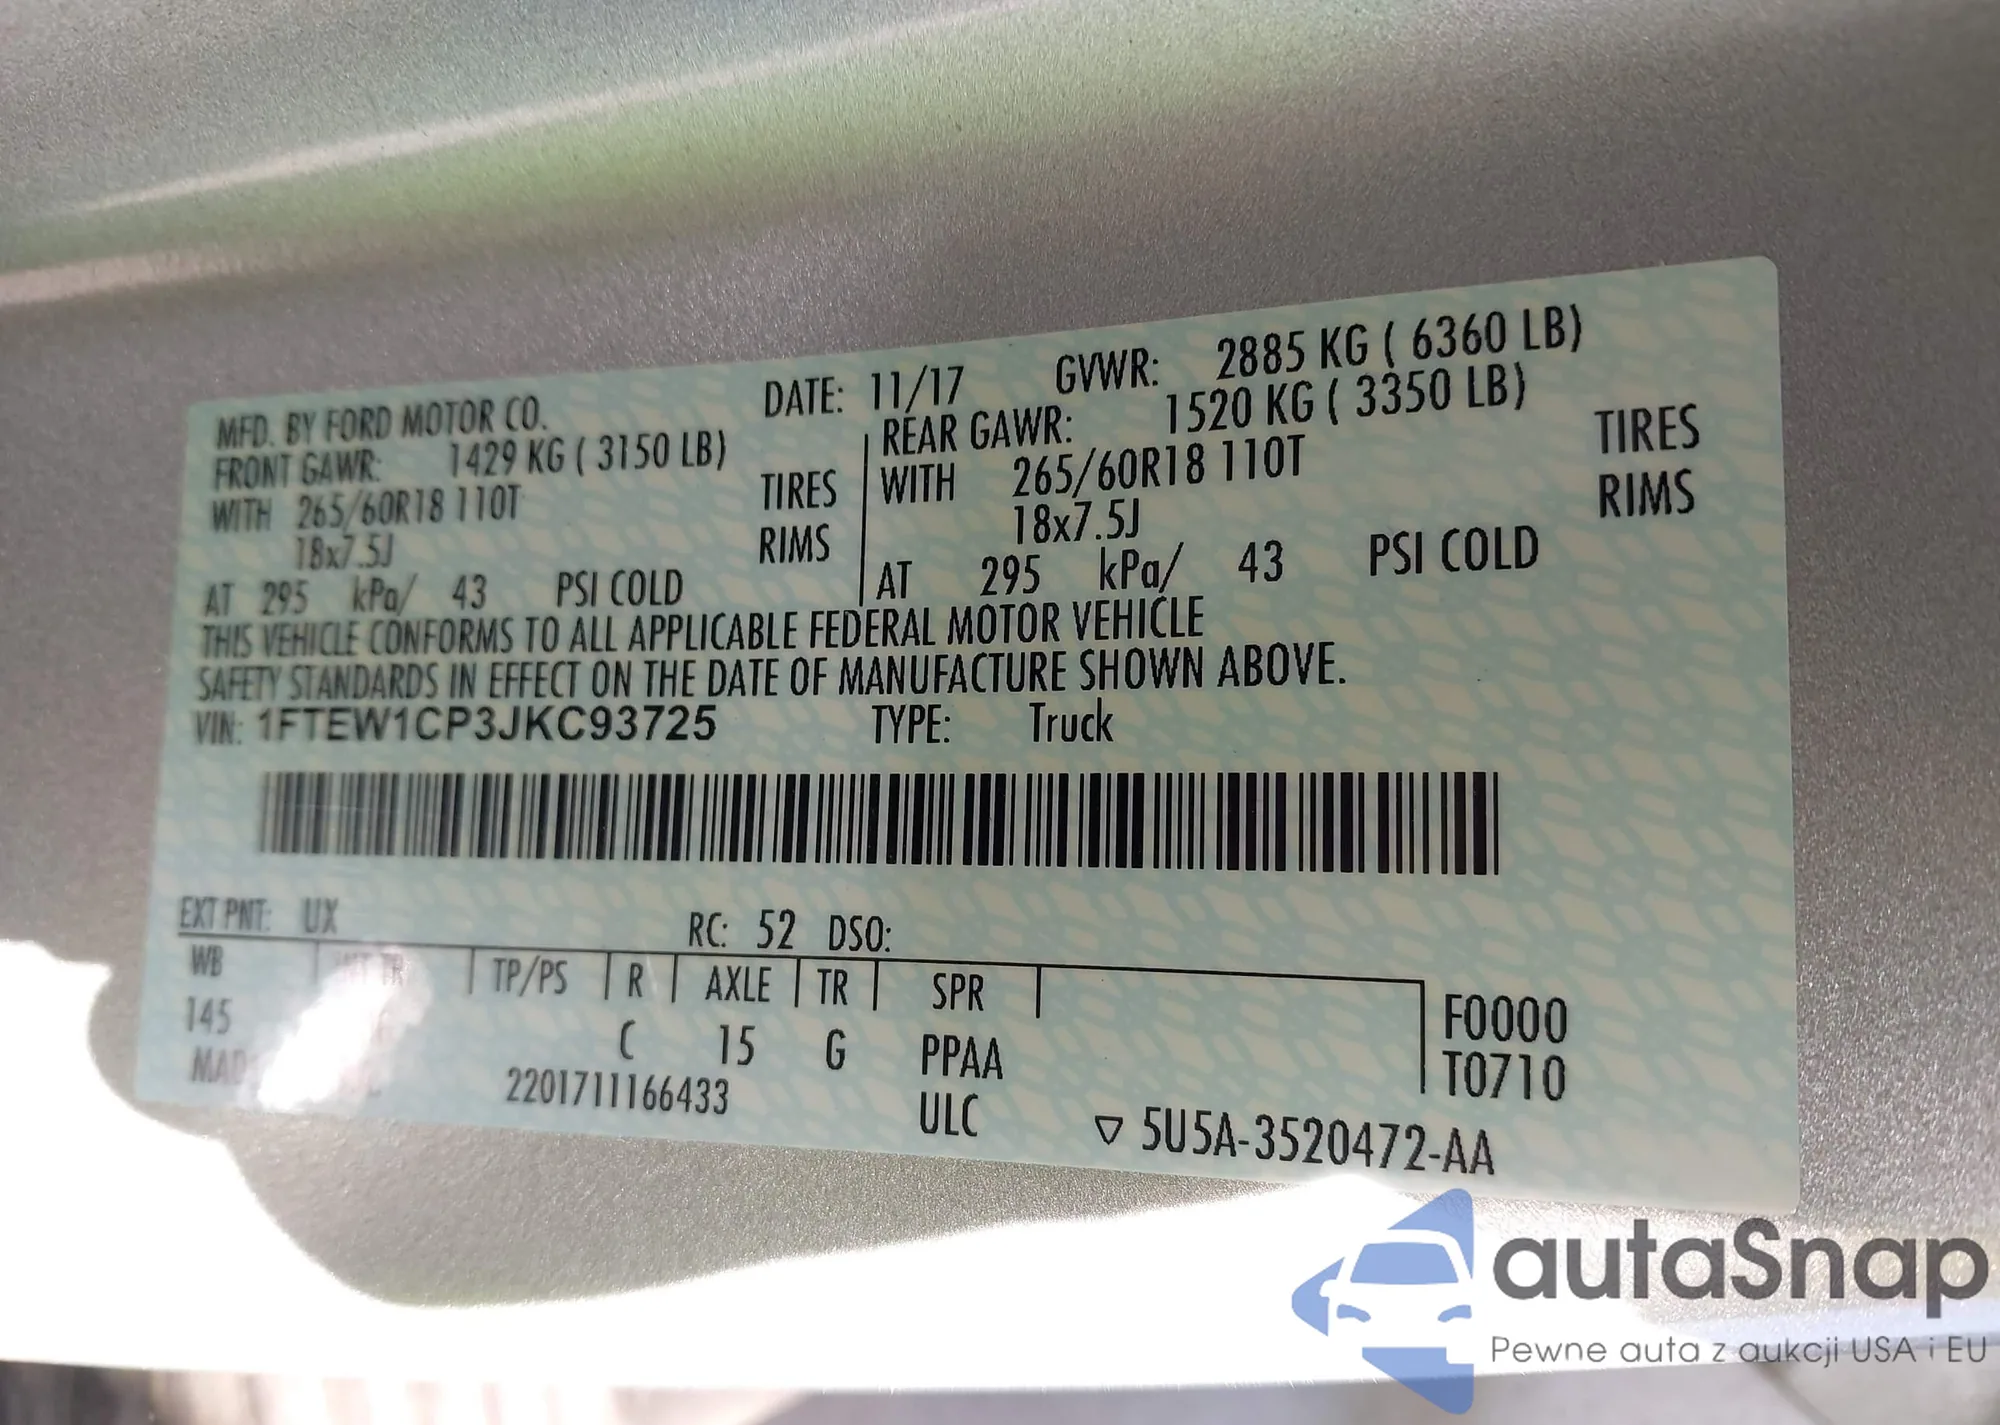 MFD. BY FORD MOTOR CO. DATE: 11/17 GVWR: 2885 KG ( 6360 LB)
FRONT GAWR: 1429 KG ( 3150 LB) REAR GAWR: 1520 KG ( 3350 LB)
WITH 265/60R18 110T TIRES WITH 265/60R18 110T TIRES
18x7.5J RIMS 18x7.5J RIMS
AT 295 kPa/ 43 PSI COLD AT 295 kPa/ 43 PSI COLD
THIS VEHICLE CONFORMS TO ALL APPLICABLE FEDERAL MOTOR VEHICLE
SAFETY STANDARDS IN EFFECT ON THE DATE OF MANUFACTURE SHOWN ABOVE.
VIN: 1FTEW1CP3JKC93725 TYPE: Truck
EXT PNT: UX RC: 52 DSO:
WB INT TR TP/PS R AXLE TR SPR
145 C 15 G PPAA F0000
T0710
2201711166433 ULC ▽ 5U5A-3520472-AA
autaSnap
Pewne auta z aukcji USA i EU